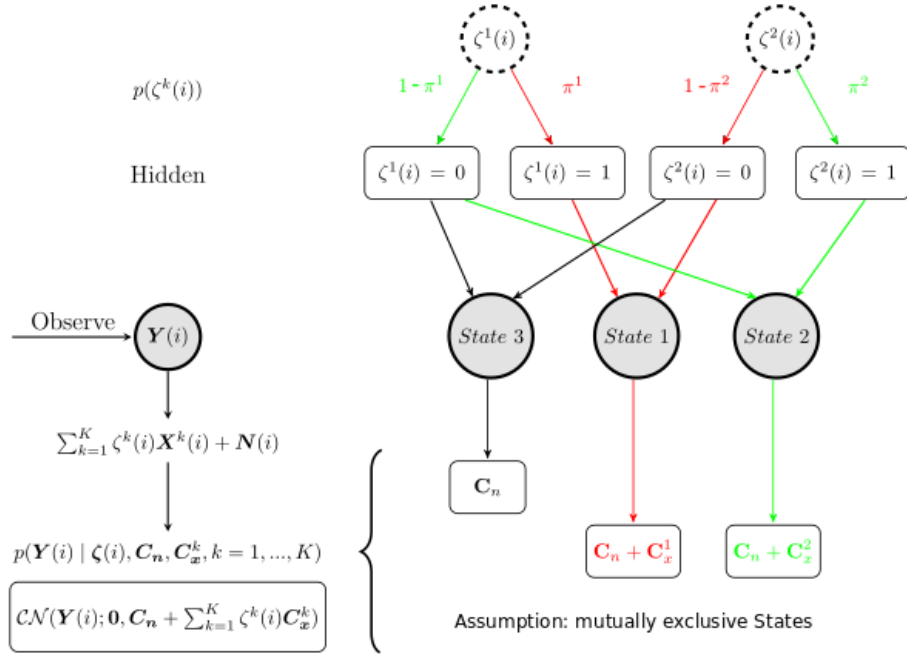 ζ¹(i) ζ²(i)
p(ζᵏ(i)) 1 - π¹ π¹ 1 - π² π²
Hidden ζ¹(i) = 0 ζ¹(i) = 1 ζ²(i) = 0 ζ²(i) = 1
Observe Y(i) State 3 State 1 State 2
∑ₖ₌₁ᴷ ζᵏ(i)Xᵏ(i) + N(i)
Cₙ
p(Y(i) | ζ(i), Cₙ, Cₓᵏ, k = 1, ..., K) Cₙ + Cₓ¹ Cₙ + Cₓ²
𝒞𝒩(Y(i); 0, Cₙ + ∑ₖ₌₁ᴷ ζᵏ(i)Cₓᵏ) Assumption: mutually exclusive States